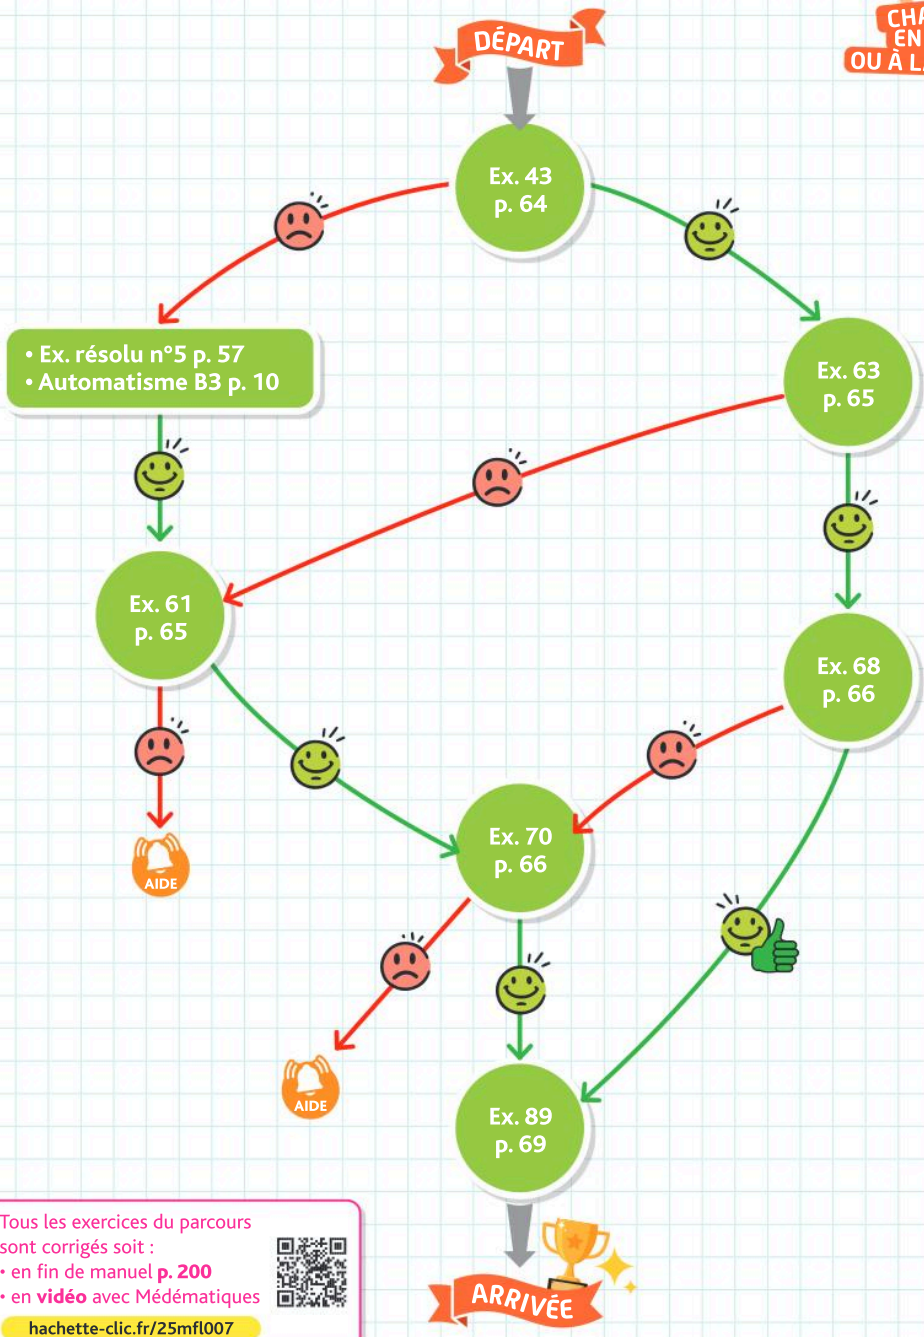 DÉPART
OU À L
Ex. 43
p. 64
• Ex. résolu n°5 p. 57
• Automatisme B3 p. 10
Ex. 63
p. 65
Ex. 61
p. 65
Ex. 68
p. 66
AIDE
Ex. 70
p. 66
AIDE
Ex. 89
p. 69
Tous les exercices du parcours
sont corrigés soit :
• en fin de manuel p. 200
• en vidéo avec Médématiques
hachette-clic.fr/25mfl007
ARRIVÉE